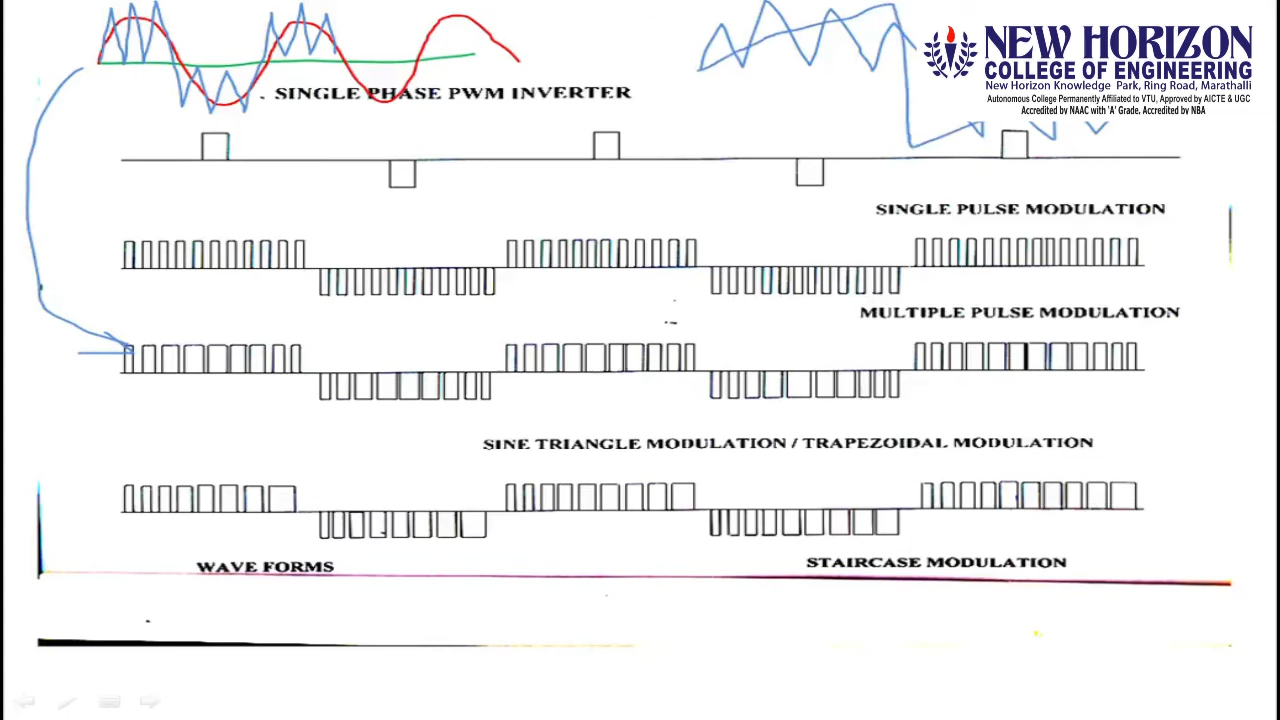 NEW HORIZON
COLLEGE OF ENGINEERING
New Horizon Knowledge Park, Ring Road, Marathalli
Autonomous College Permanently Affiliated to VTU, Approved by AICTE & UGC
Accredited by NAAC with 'A' Grade, Accredited by NBA
SINGLE PHASE PWM INVERTER
SINGLE PULSE MODULATION
MULTIPLE PULSE MODULATION
SINE TRIANGLE MODULATION / TRAPEZOIDAL MODULATION
WAVE FORMS
STAIRCASE MODULATION